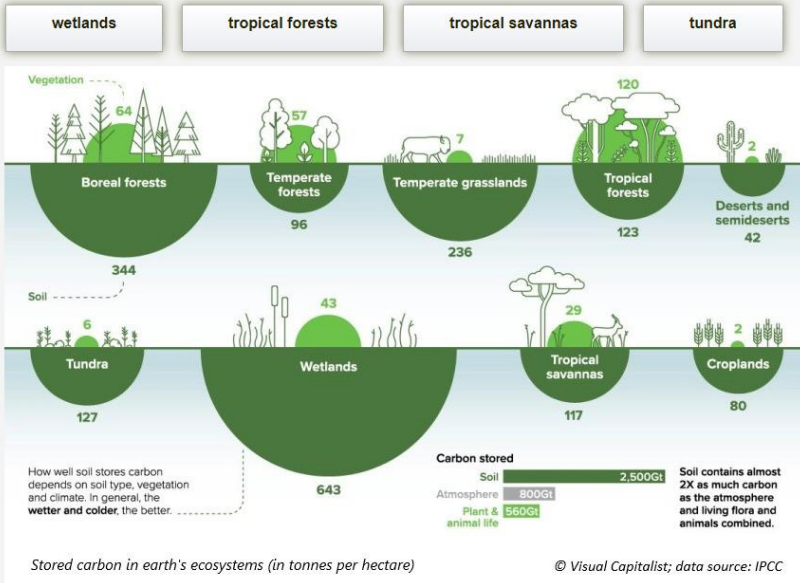 wetlands
tropical forests
tropical savannas
tundra
Vegetation
64
57
7
120
2
Boreal forests
Temperate
forests
Temperate grasslands
Tropical
forests
Deserts and
semideserts
344
96
236
123
42
Soil
6
43
29
2
Tundra
Wetlands
Tropical
savannas
Croplands
127
643
117
80
How well soil stores carbon
depends on soil type, vegetation
and climate. In general, the
wetter and colder, the better.
Carbon stored
Soil 2,500Gt
Atmosphere 800Gt
Plant &
animal life 560Gt
Soil contains almost
2X as much carbon
as the atmosphere
and living flora and
animals combined.
Stored carbon in earth's ecosystems (in tonnes per hectare)
© Visual Capitalist; data source: IPCC